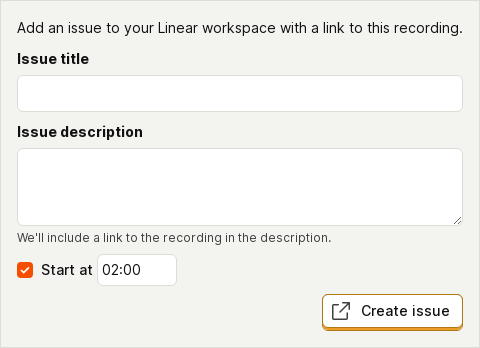 Add an issue to your Linear workspace with a link to this recording.
Issue title
Issue description
We'll include a link to the recording in the description.
Start at 02:00
Create issue